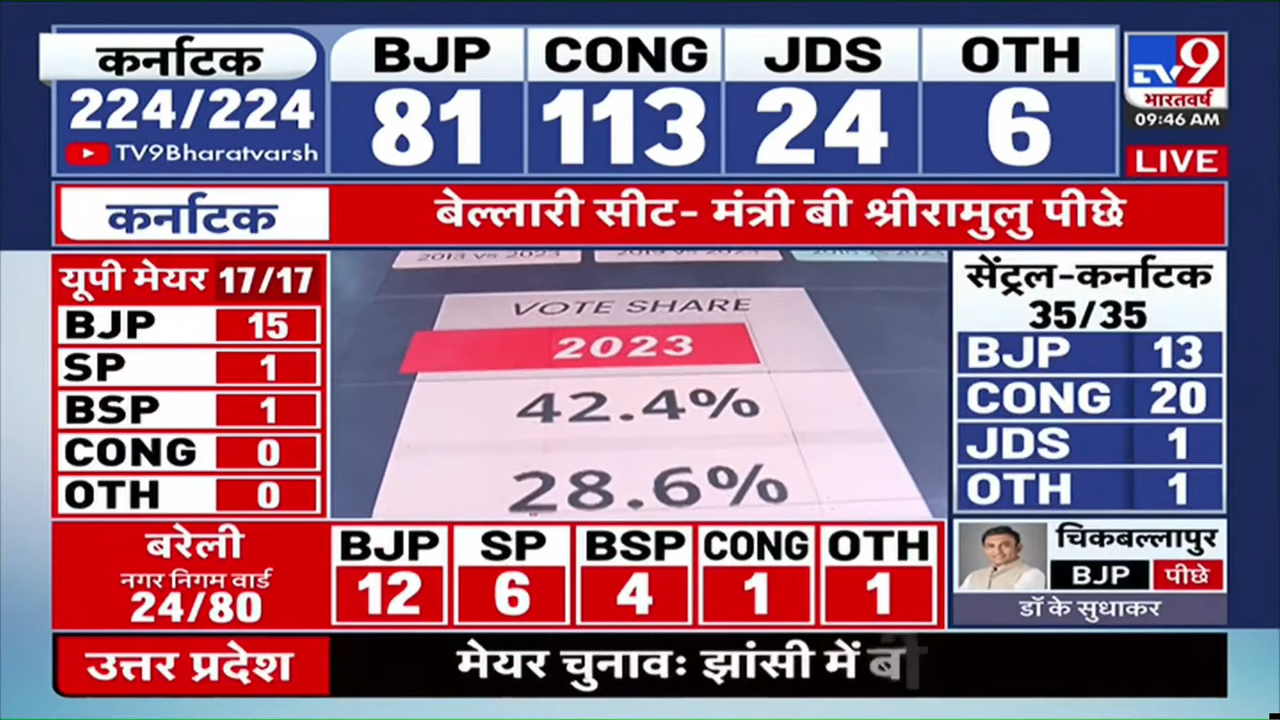 कर्नाटक
224/224
TV9Bharatvarsh
BJP CONG JDS OTH
81 113 24 6
TV9
भारतवर्ष
09:46 AM
LIVE
कर्नाटक
बेल्लारी सीट- मंत्री बी श्रीरामुलु पीछे
यूपी मेयर 17/17
BJP 15
SP 1
BSP 1
CONG 0
OTH 0
2013 vs 2023
VOTE SHARE
2023
42.4%
28.6%
सेंट्रल-कर्नाटक
35/35
BJP 13
CONG 20
JDS 1
OTH 1
बरेली
नगर निगम वार्ड
24/80
BJP SP BSP CONG OTH
12 6 4 1 1
चिकबल्लापुर
BJP पीछे
डॉ के सुधाकर
उत्तर प्रदेश
मेयर चुनावः झांसी में